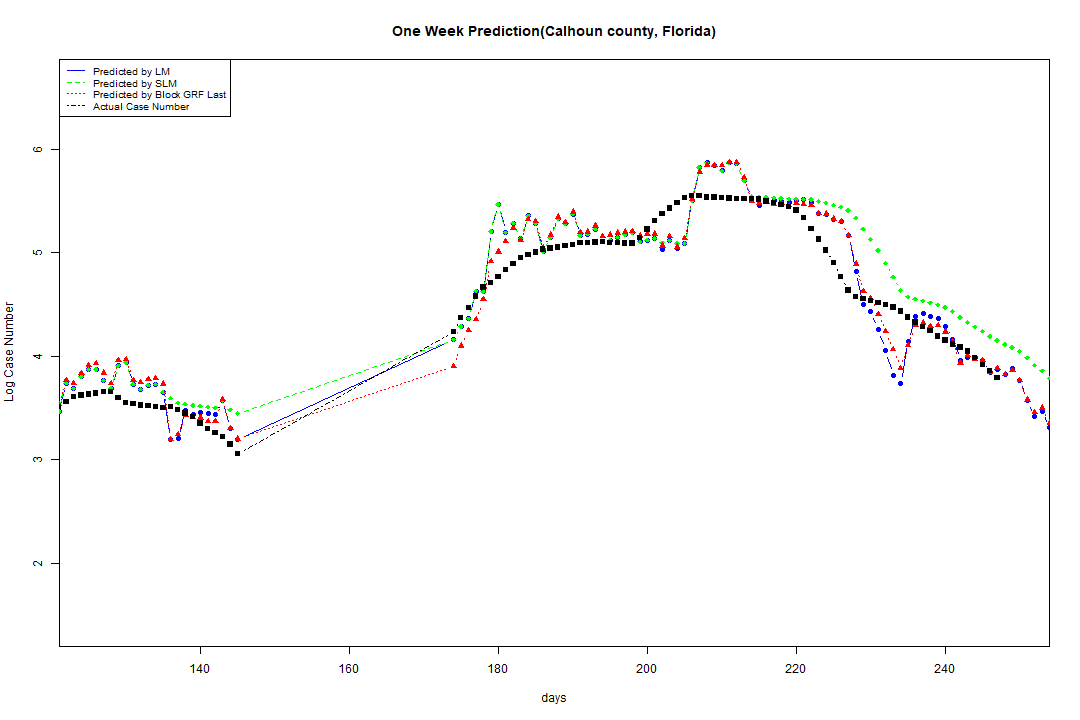 One Week Prediction(Calhoun county, Florida)
Predicted by LM
Predicted by SLM
Predicted by Block GRF Last
Actual Case Number
6
5
4
3
2
Log Case Number
140 160 180 200 220 240
days